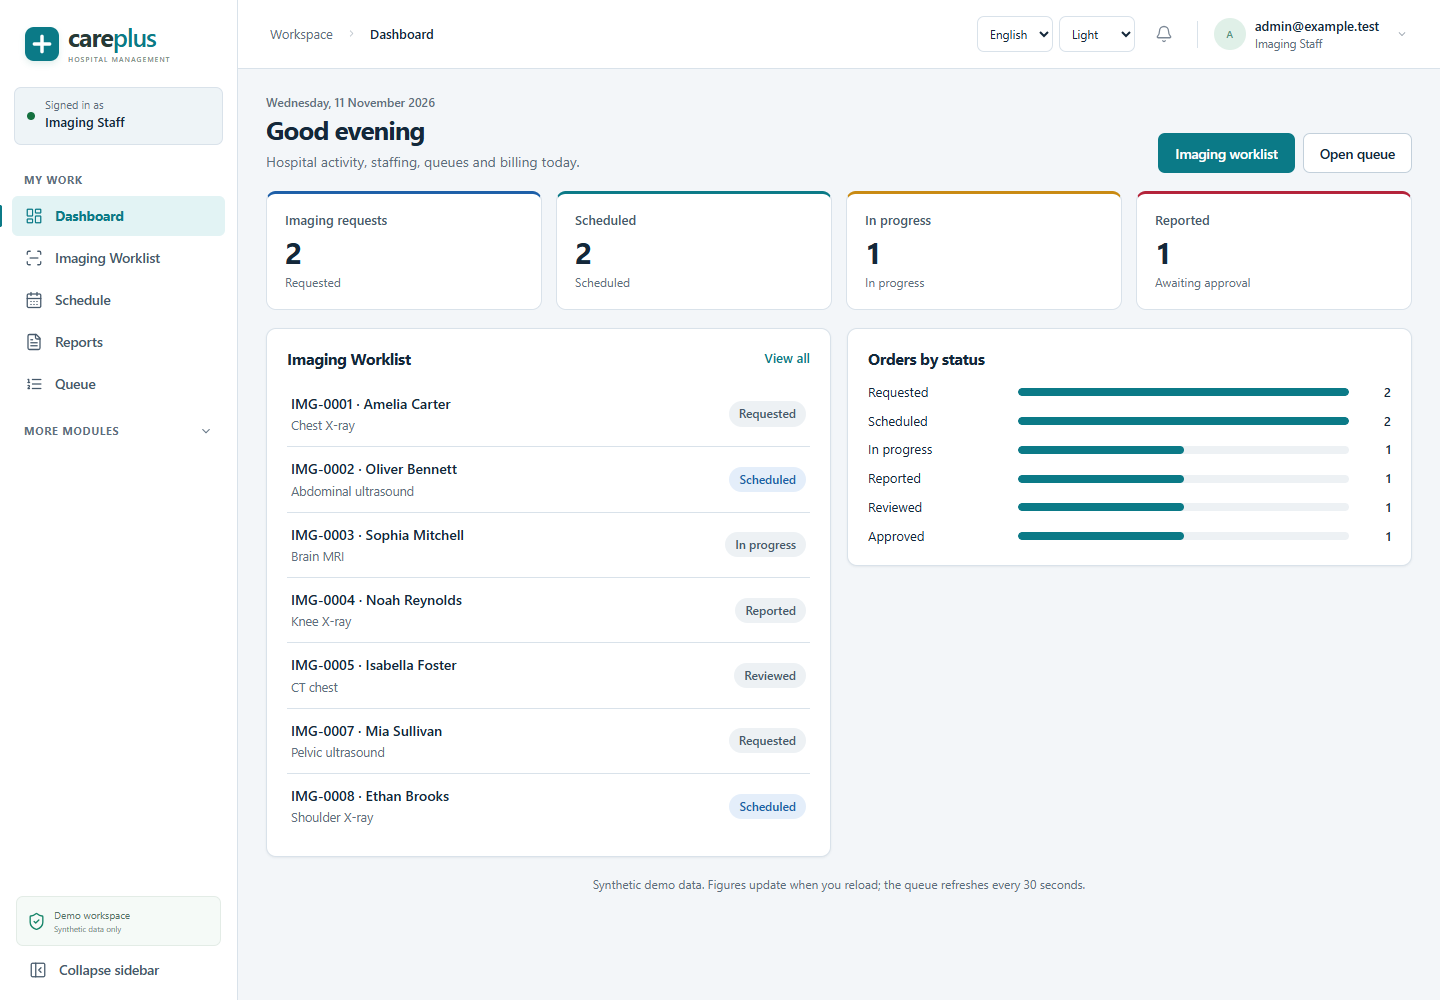 careplus
HOSPITAL MANAGEMENT
Signed in as
Imaging Staff
MY WORK
Dashboard
Imaging Worklist
Schedule
Reports
Queue
MORE MODULES
Demo workspace
Synthetic data only
Collapse sidebar
Workspace
Dashboard
English
Light
A
admin@example.test
Imaging Staff
Wednesday, 11 November 2026
Good evening
Hospital activity, staffing, queues and billing today.
Imaging worklist
Open queue
Imaging requests
2
Requested
Scheduled
2
Scheduled
In progress
1
In progress
Reported
1
Awaiting approval
Imaging Worklist
View all
IMG-0001 · Amelia Carter
Chest X-ray
Requested
IMG-0002 · Oliver Bennett
Abdominal ultrasound
Scheduled
IMG-0003 · Sophia Mitchell
Brain MRI
In progress
IMG-0004 · Noah Reynolds
Knee X-ray
Reported
IMG-0005 · Isabella Foster
CT chest
Reviewed
IMG-0007 · Mia Sullivan
Pelvic ultrasound
Requested
IMG-0008 · Ethan Brooks
Shoulder X-ray
Scheduled
Orders by status
Requested 2
Scheduled 2
In progress 1
Reported 1
Reviewed 1
Approved 1
Synthetic demo data. Figures update when you reload; the queue refreshes every 30 seconds.